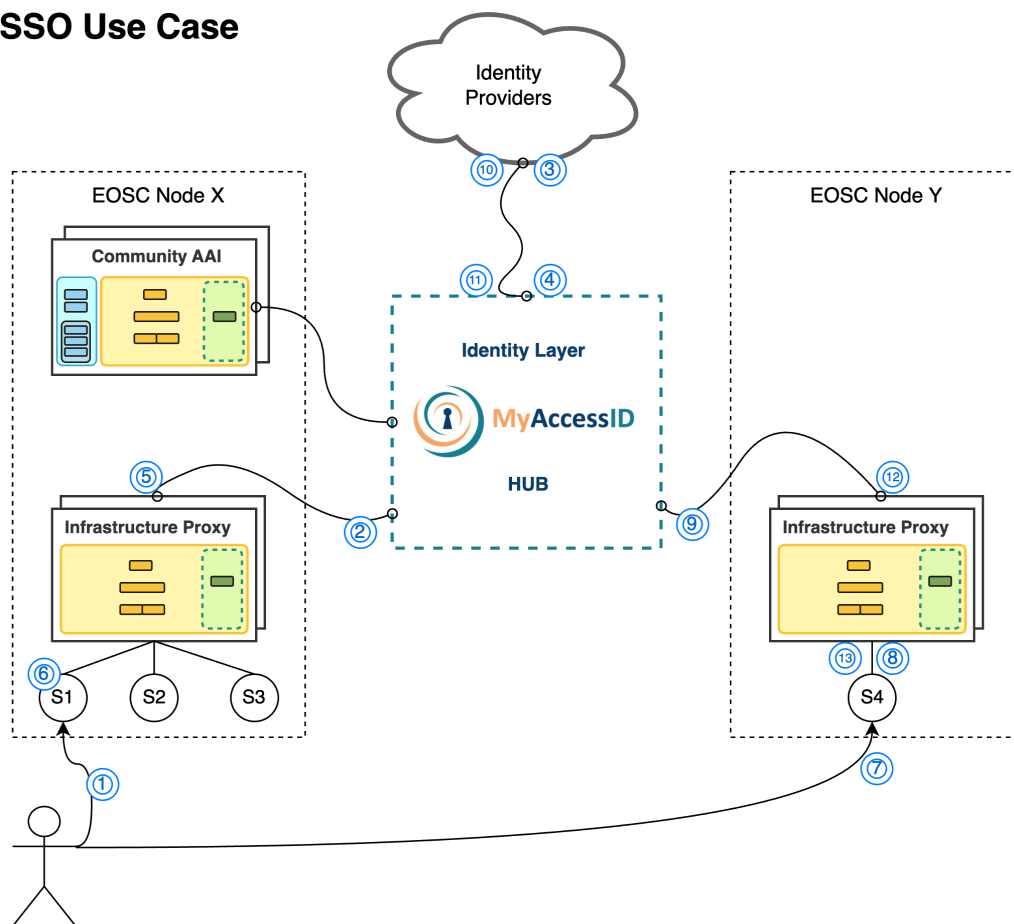 SSO Use Case
Identity
Providers
⑩
③
EOSC Node X
EOSC Node Y
Community AAI
⑪
④
Identity Layer
MyAccessID
HUB
⑤
②
⑫
⑨
Infrastructure Proxy
Infrastructure Proxy
⑥
⑬
⑧
S1
S2
S3
S4
①
⑦